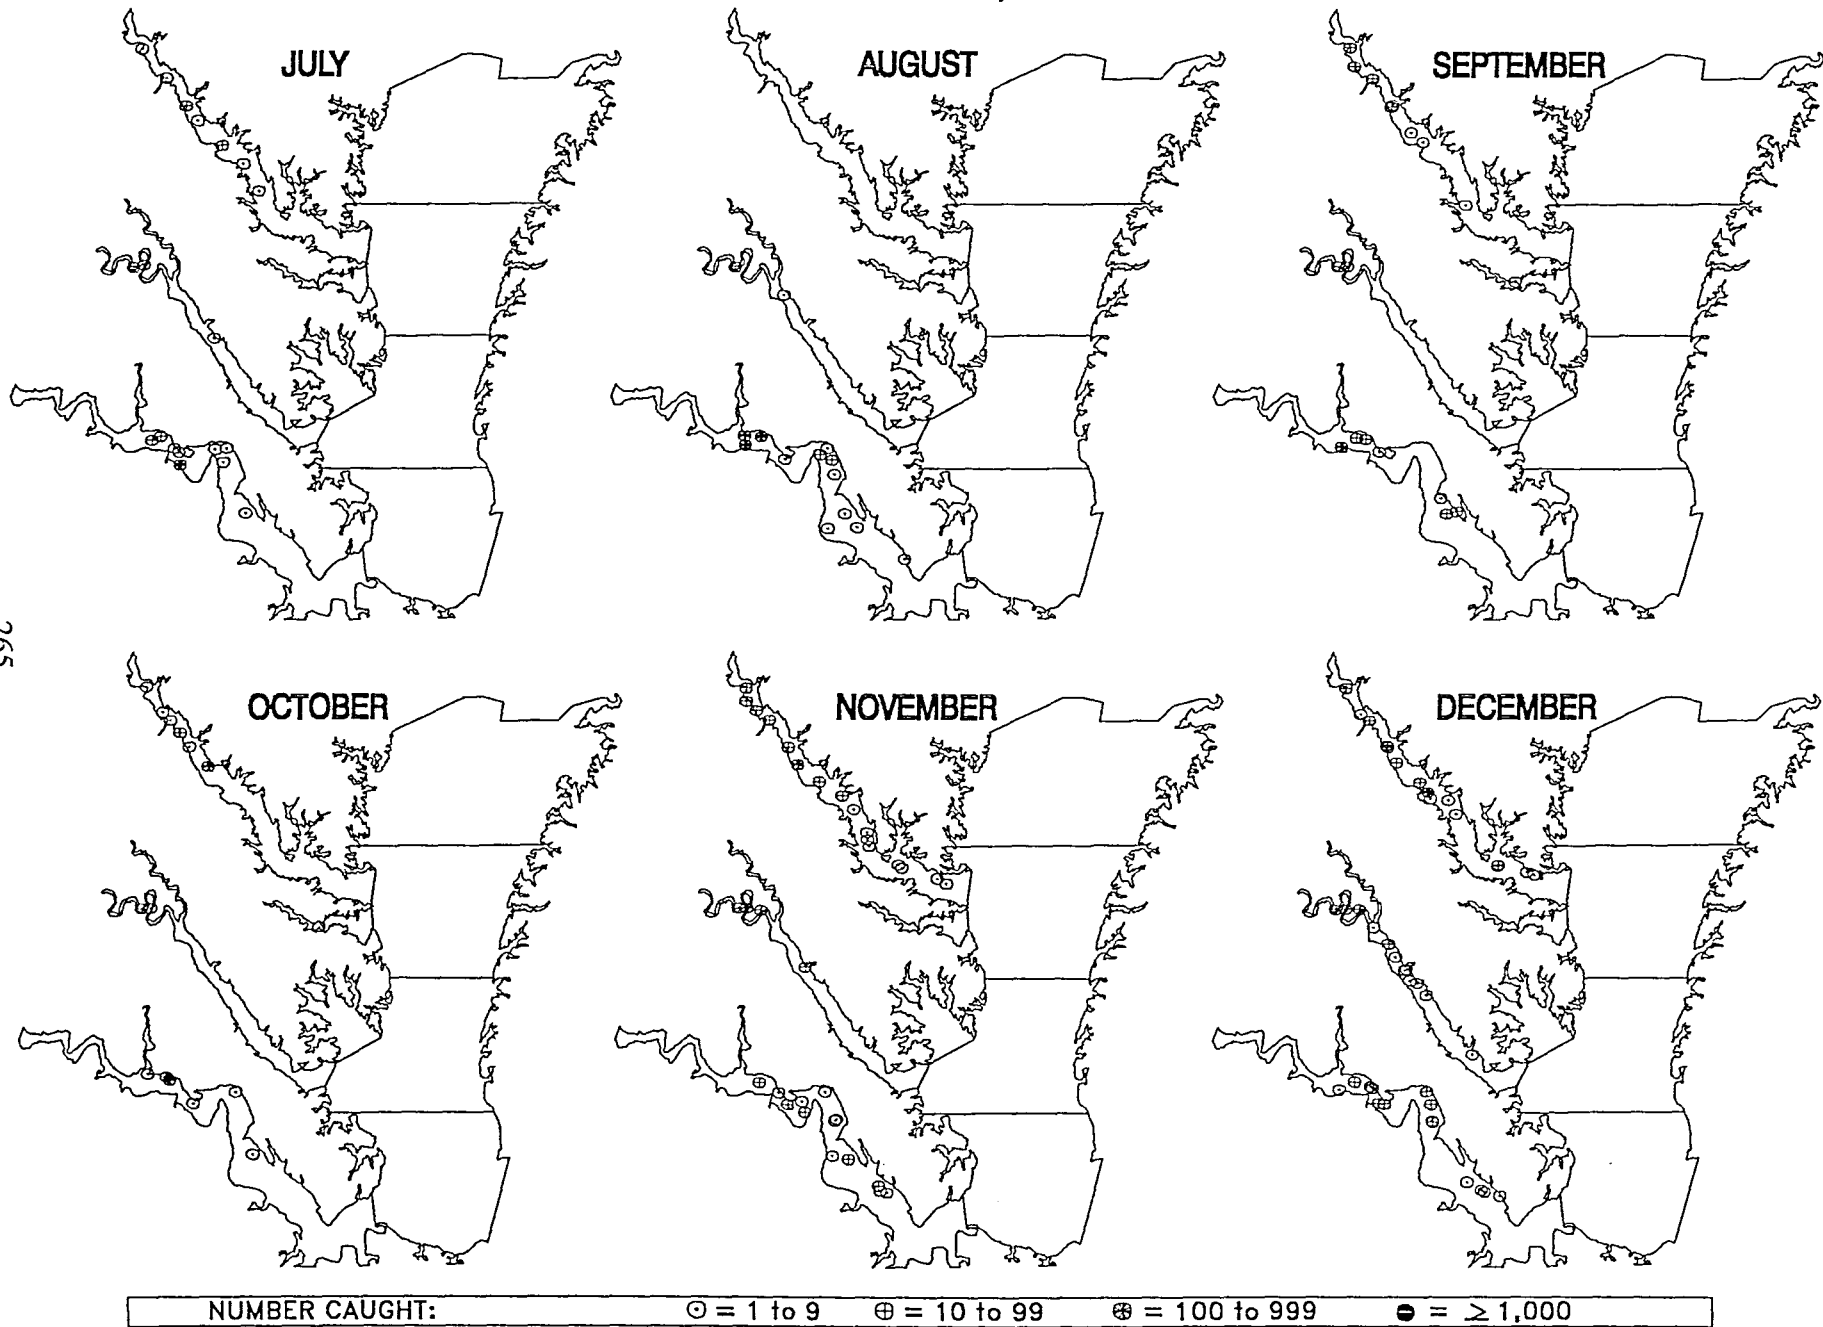 JULY
AUGUST
SEPTEMBER
265
OCTOBER
NOVEMBER
DECEMBER
NUMBER CAUGHT: ⊙ = 1 to 9 ⊕ = 10 to 99 ⊛ = 100 to 999 ● = ≥ 1,000